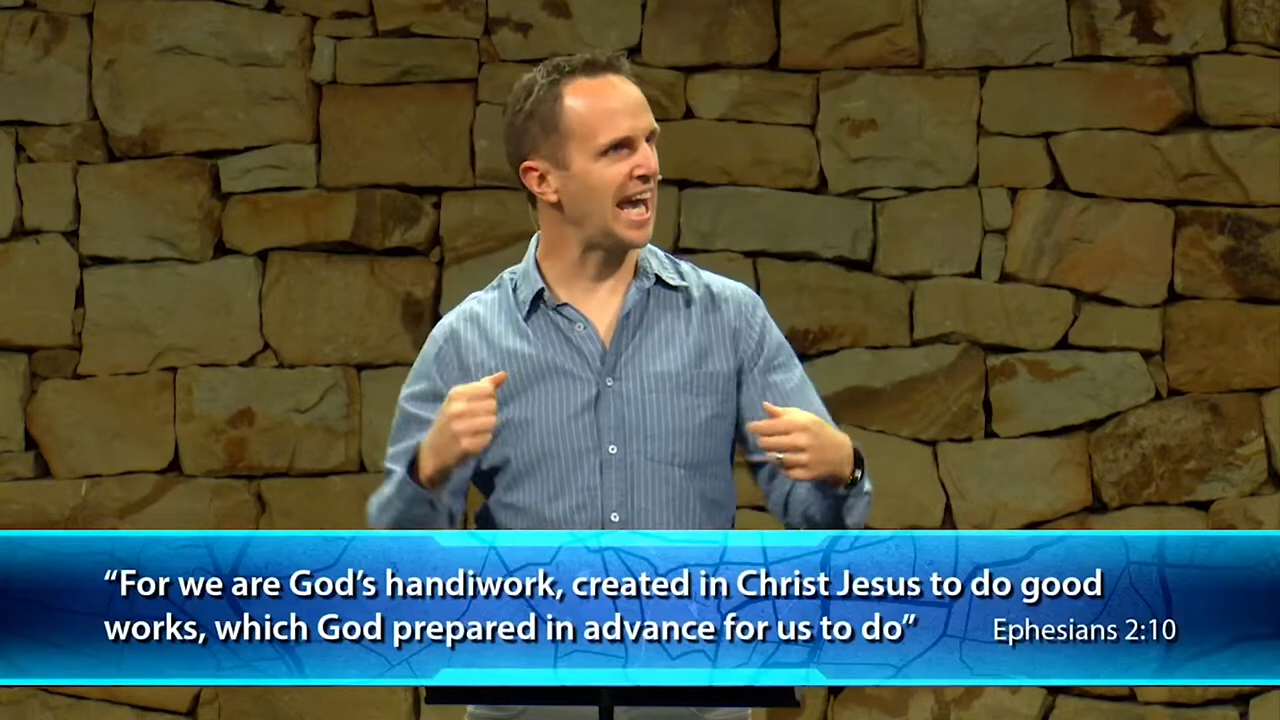 “For we are God’s handiwork, created in Christ Jesus to do good
works, which God prepared in advance for us to do” Ephesians 2:10